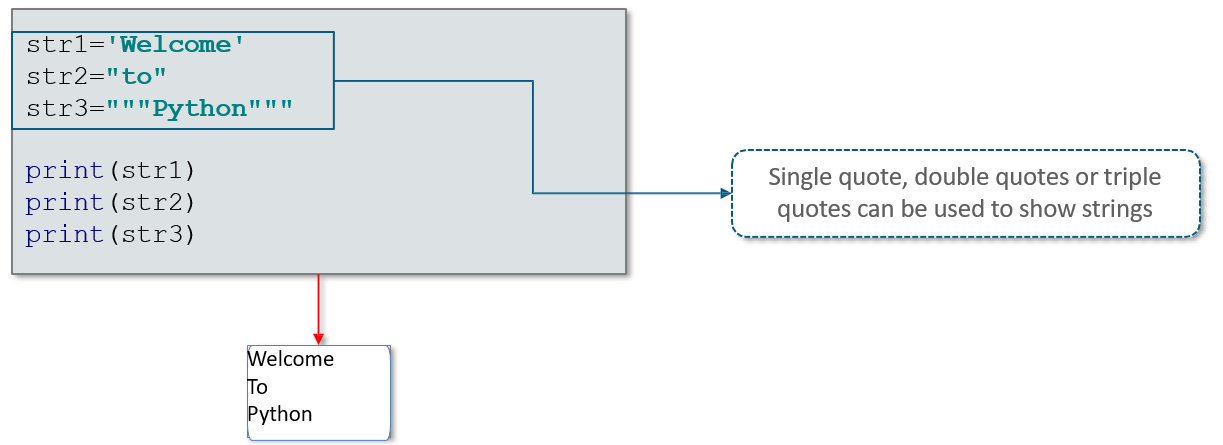 str1='Welcome'
str2="to"
str3="""Python"""
print(str1)
print(str2)
print(str3)
Single quote, double quotes or triple
quotes can be used to show strings
Welcome
To
Python